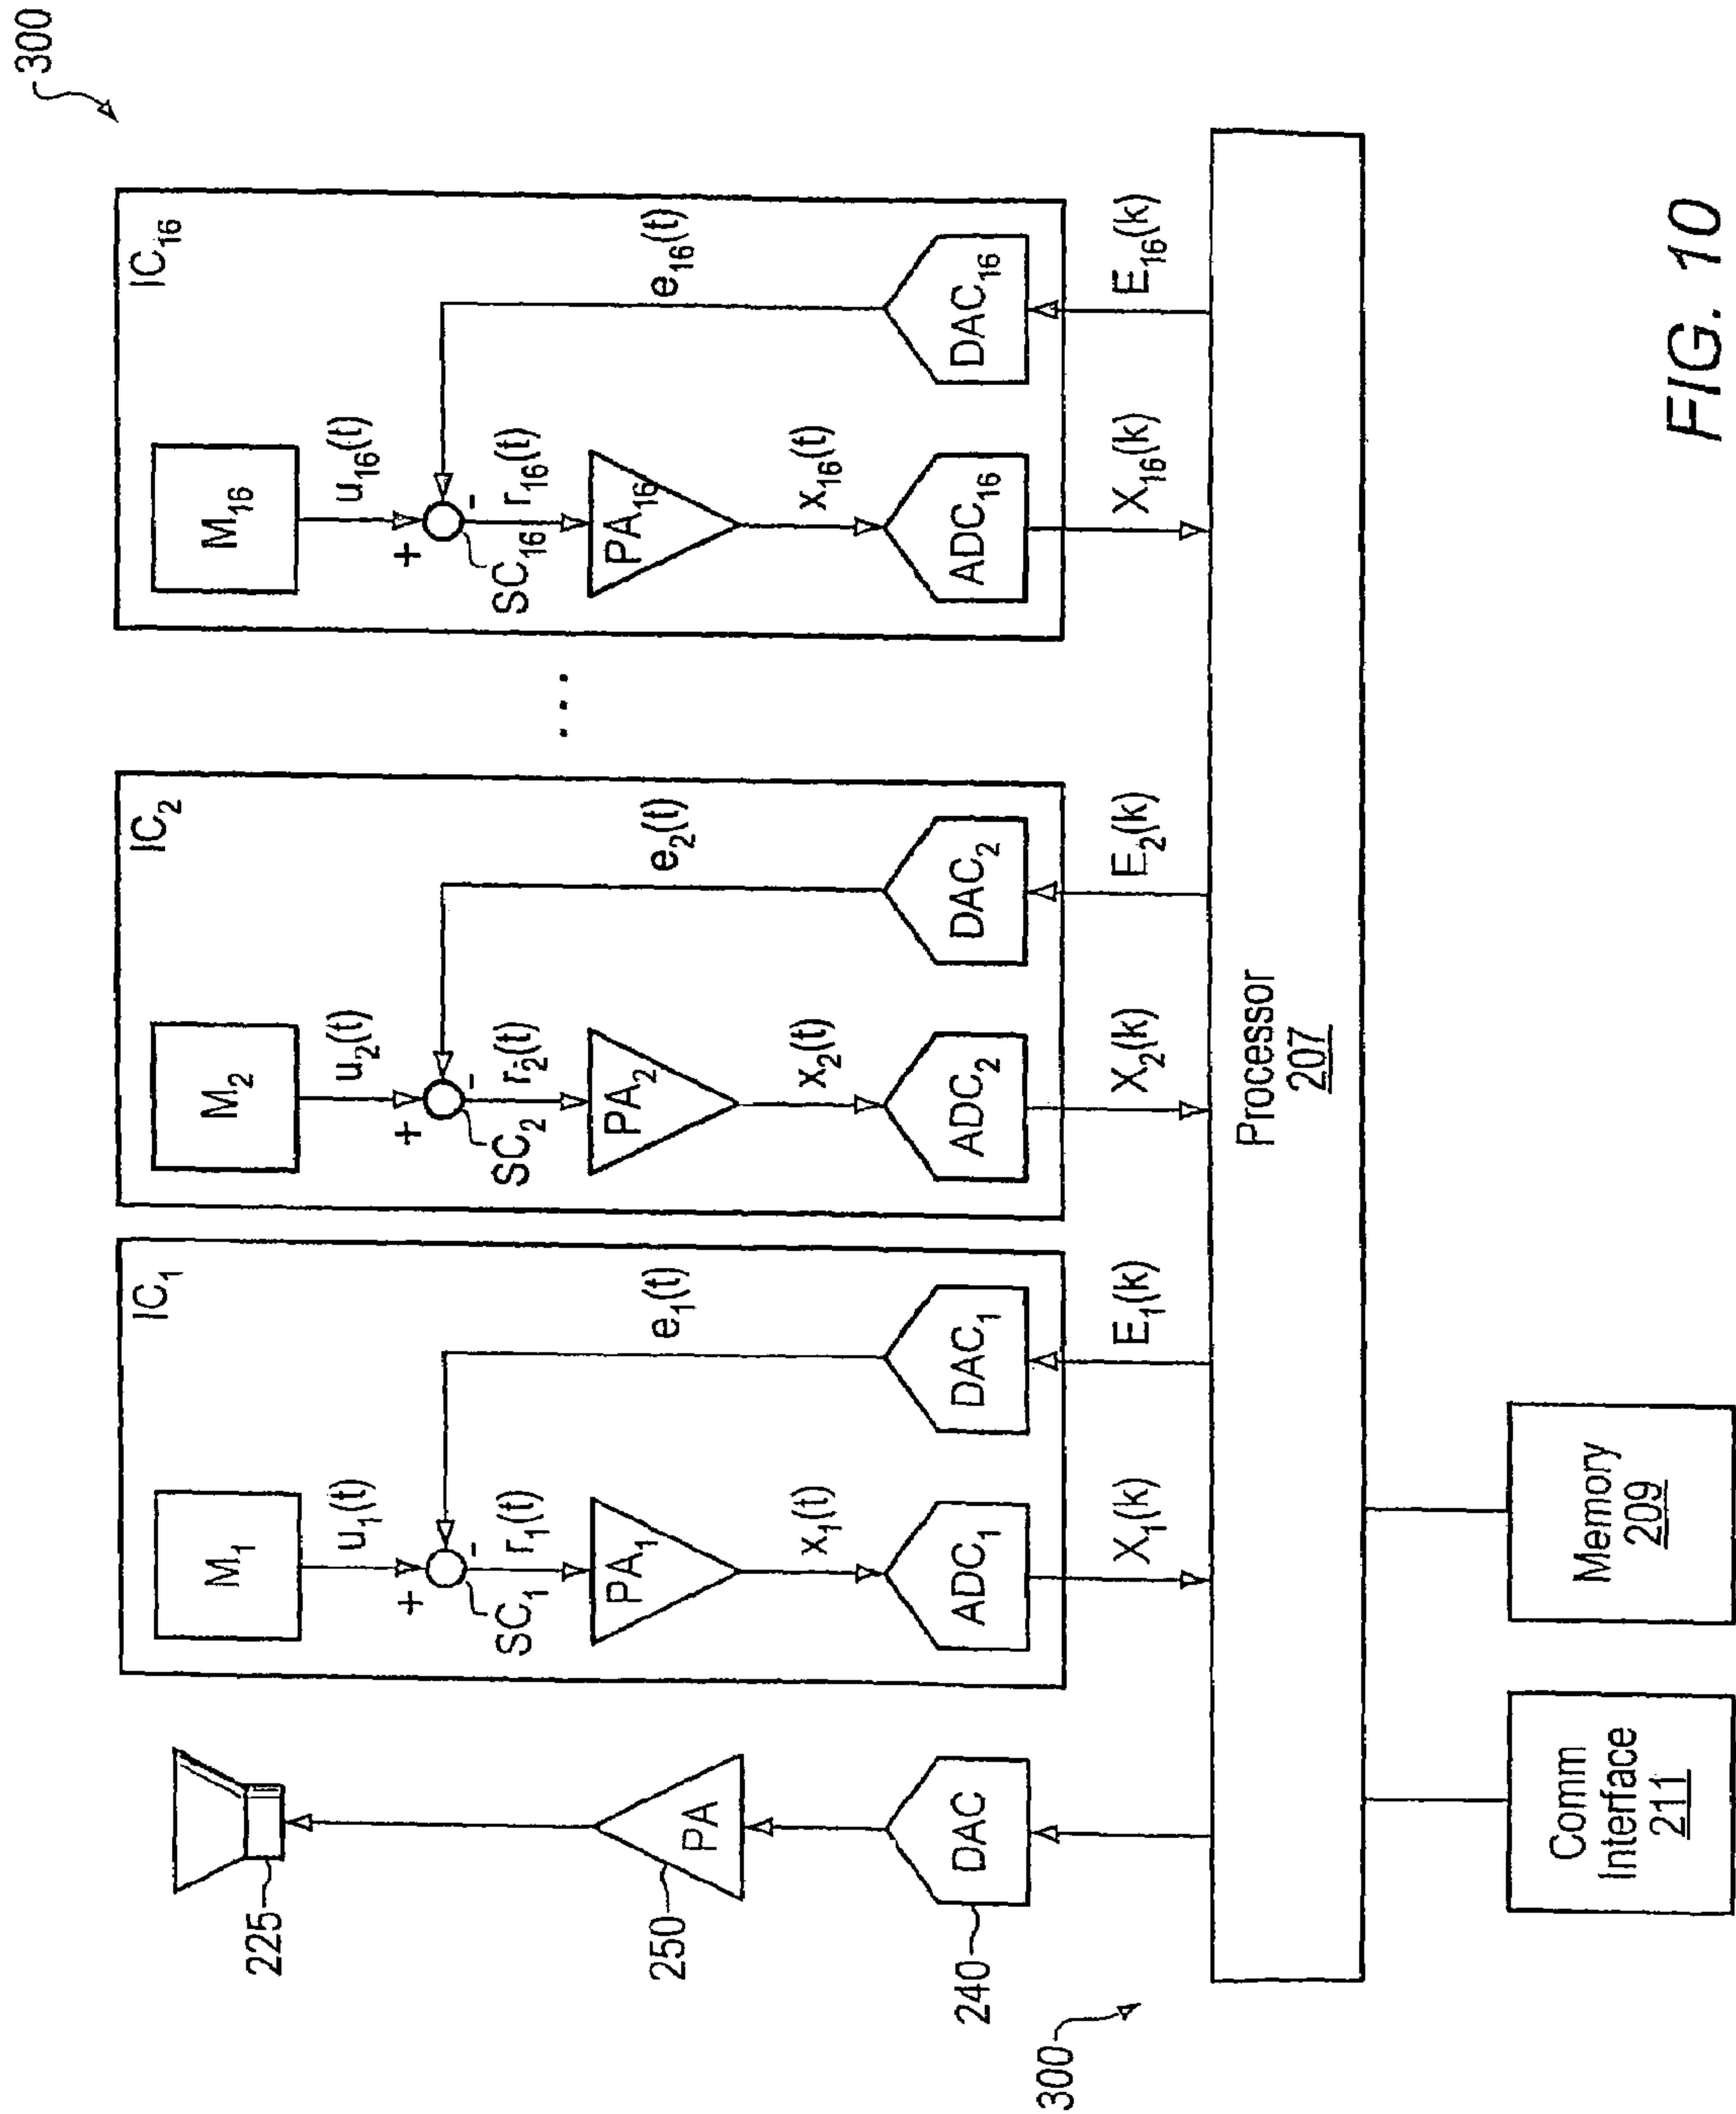 300
225
250
PA
240
DAC
IC₁
M₁
u₁(t)
+
-
SC₁
r₁(t)
e₁(t)
PA₁
x₁(t)
ADC₁
DAC₁
X₁(k)
E₁(k)
IC₂
M₂
u₂(t)
+
-
SC₂
r₂(t)
e₂(t)
PA₂
x₂(t)
ADC₂
DAC₂
X₂(k)
E₂(k)
...
IC₁₆
M₁₆
u₁₆(t)
+
-
SC₁₆
r₁₆(t)
e₁₆(t)
PA₁₆
x₁₆(t)
ADC₁₆
DAC₁₆
X₁₆(k)
E₁₆(k)
300
Processor
207
Comm
Interface
211
Memory
209
FIG. 10